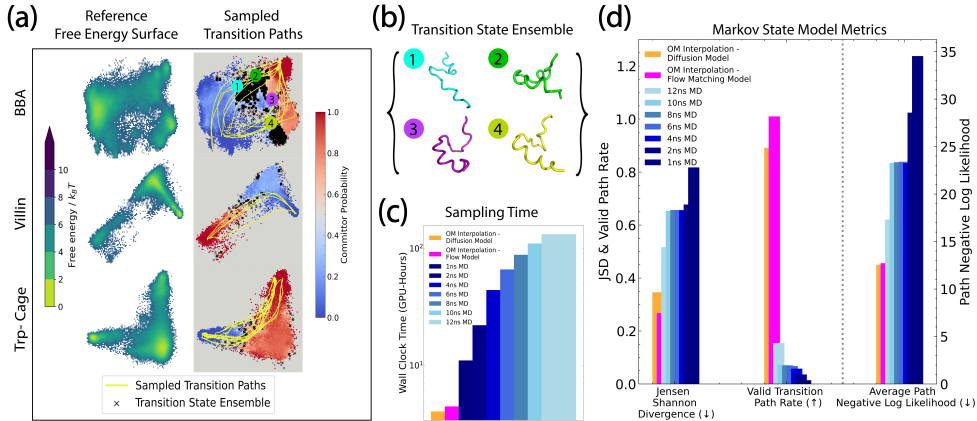 (a)
Reference
Free Energy Surface
Sampled
Transition Paths
BBA
Villin
Trp- Cage
10
8
6
4
2
0
Free energy / k_BT
1
2
3
4
1.0
0.8
0.6
0.4
0.2
0.0
Committor Probability
Sampled Transition Paths
Transition State Ensemble
(b)
Transition State Ensemble
1
2
3
4
(c)
Sampling Time
OM Interpolation -
Diffusion Model
OM Interpolation -
Flow Model
1ns MD
2ns MD
4ns MD
6ns MD
8ns MD
10ns MD
12ns MD
Wall Clock Time (GPU-Hours)
10²
10¹
(d)
Markov State Model Metrics
OM Interpolation -
Diffusion Model
OM Interpolation -
Flow Matching Model
12ns MD
10ns MD
8ns MD
6ns MD
4ns MD
2ns MD
1ns MD
JSD & Valid Path Rate
1.2
1.0
0.8
0.6
0.4
0.2
0.0
Path Negative Log Likelihood
35
30
25
20
15
10
5
0
Jensen
Shannon
Divergence (↓)
Valid Transition
Path Rate (↑)
Average Path
Negative Log Likelihood (↓)